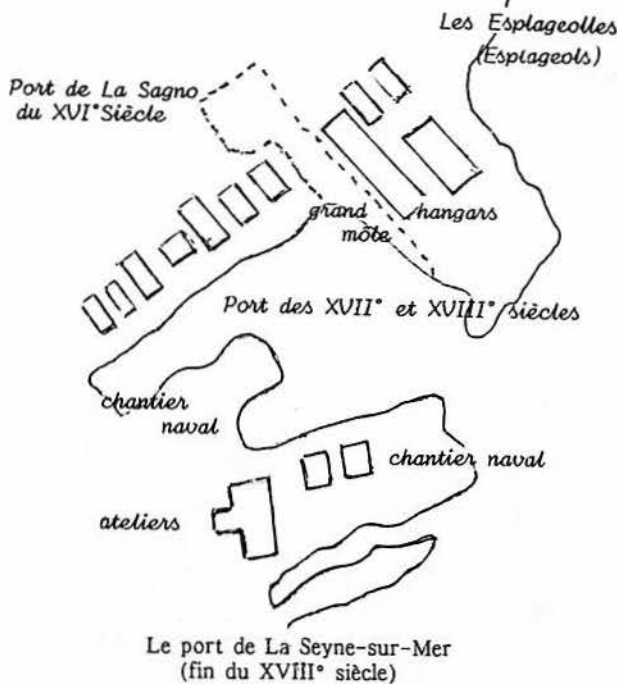 Les Esplageolles
(Esplageols)
Port de La Sagno
du XVI° Siècle
grand
môle
hangars
Port des XVII° et XVIII° siècles
chantier
naval
chantier naval
ateliers
Le port de La Seyne-sur-Mer
(fin du XVIII° siècle)